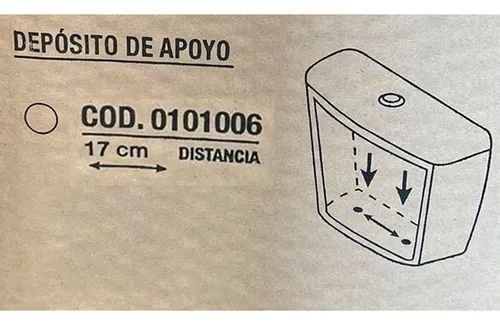 DEPÓSITO DE APOYO
COD. 0101006
17 cm DISTANCIA